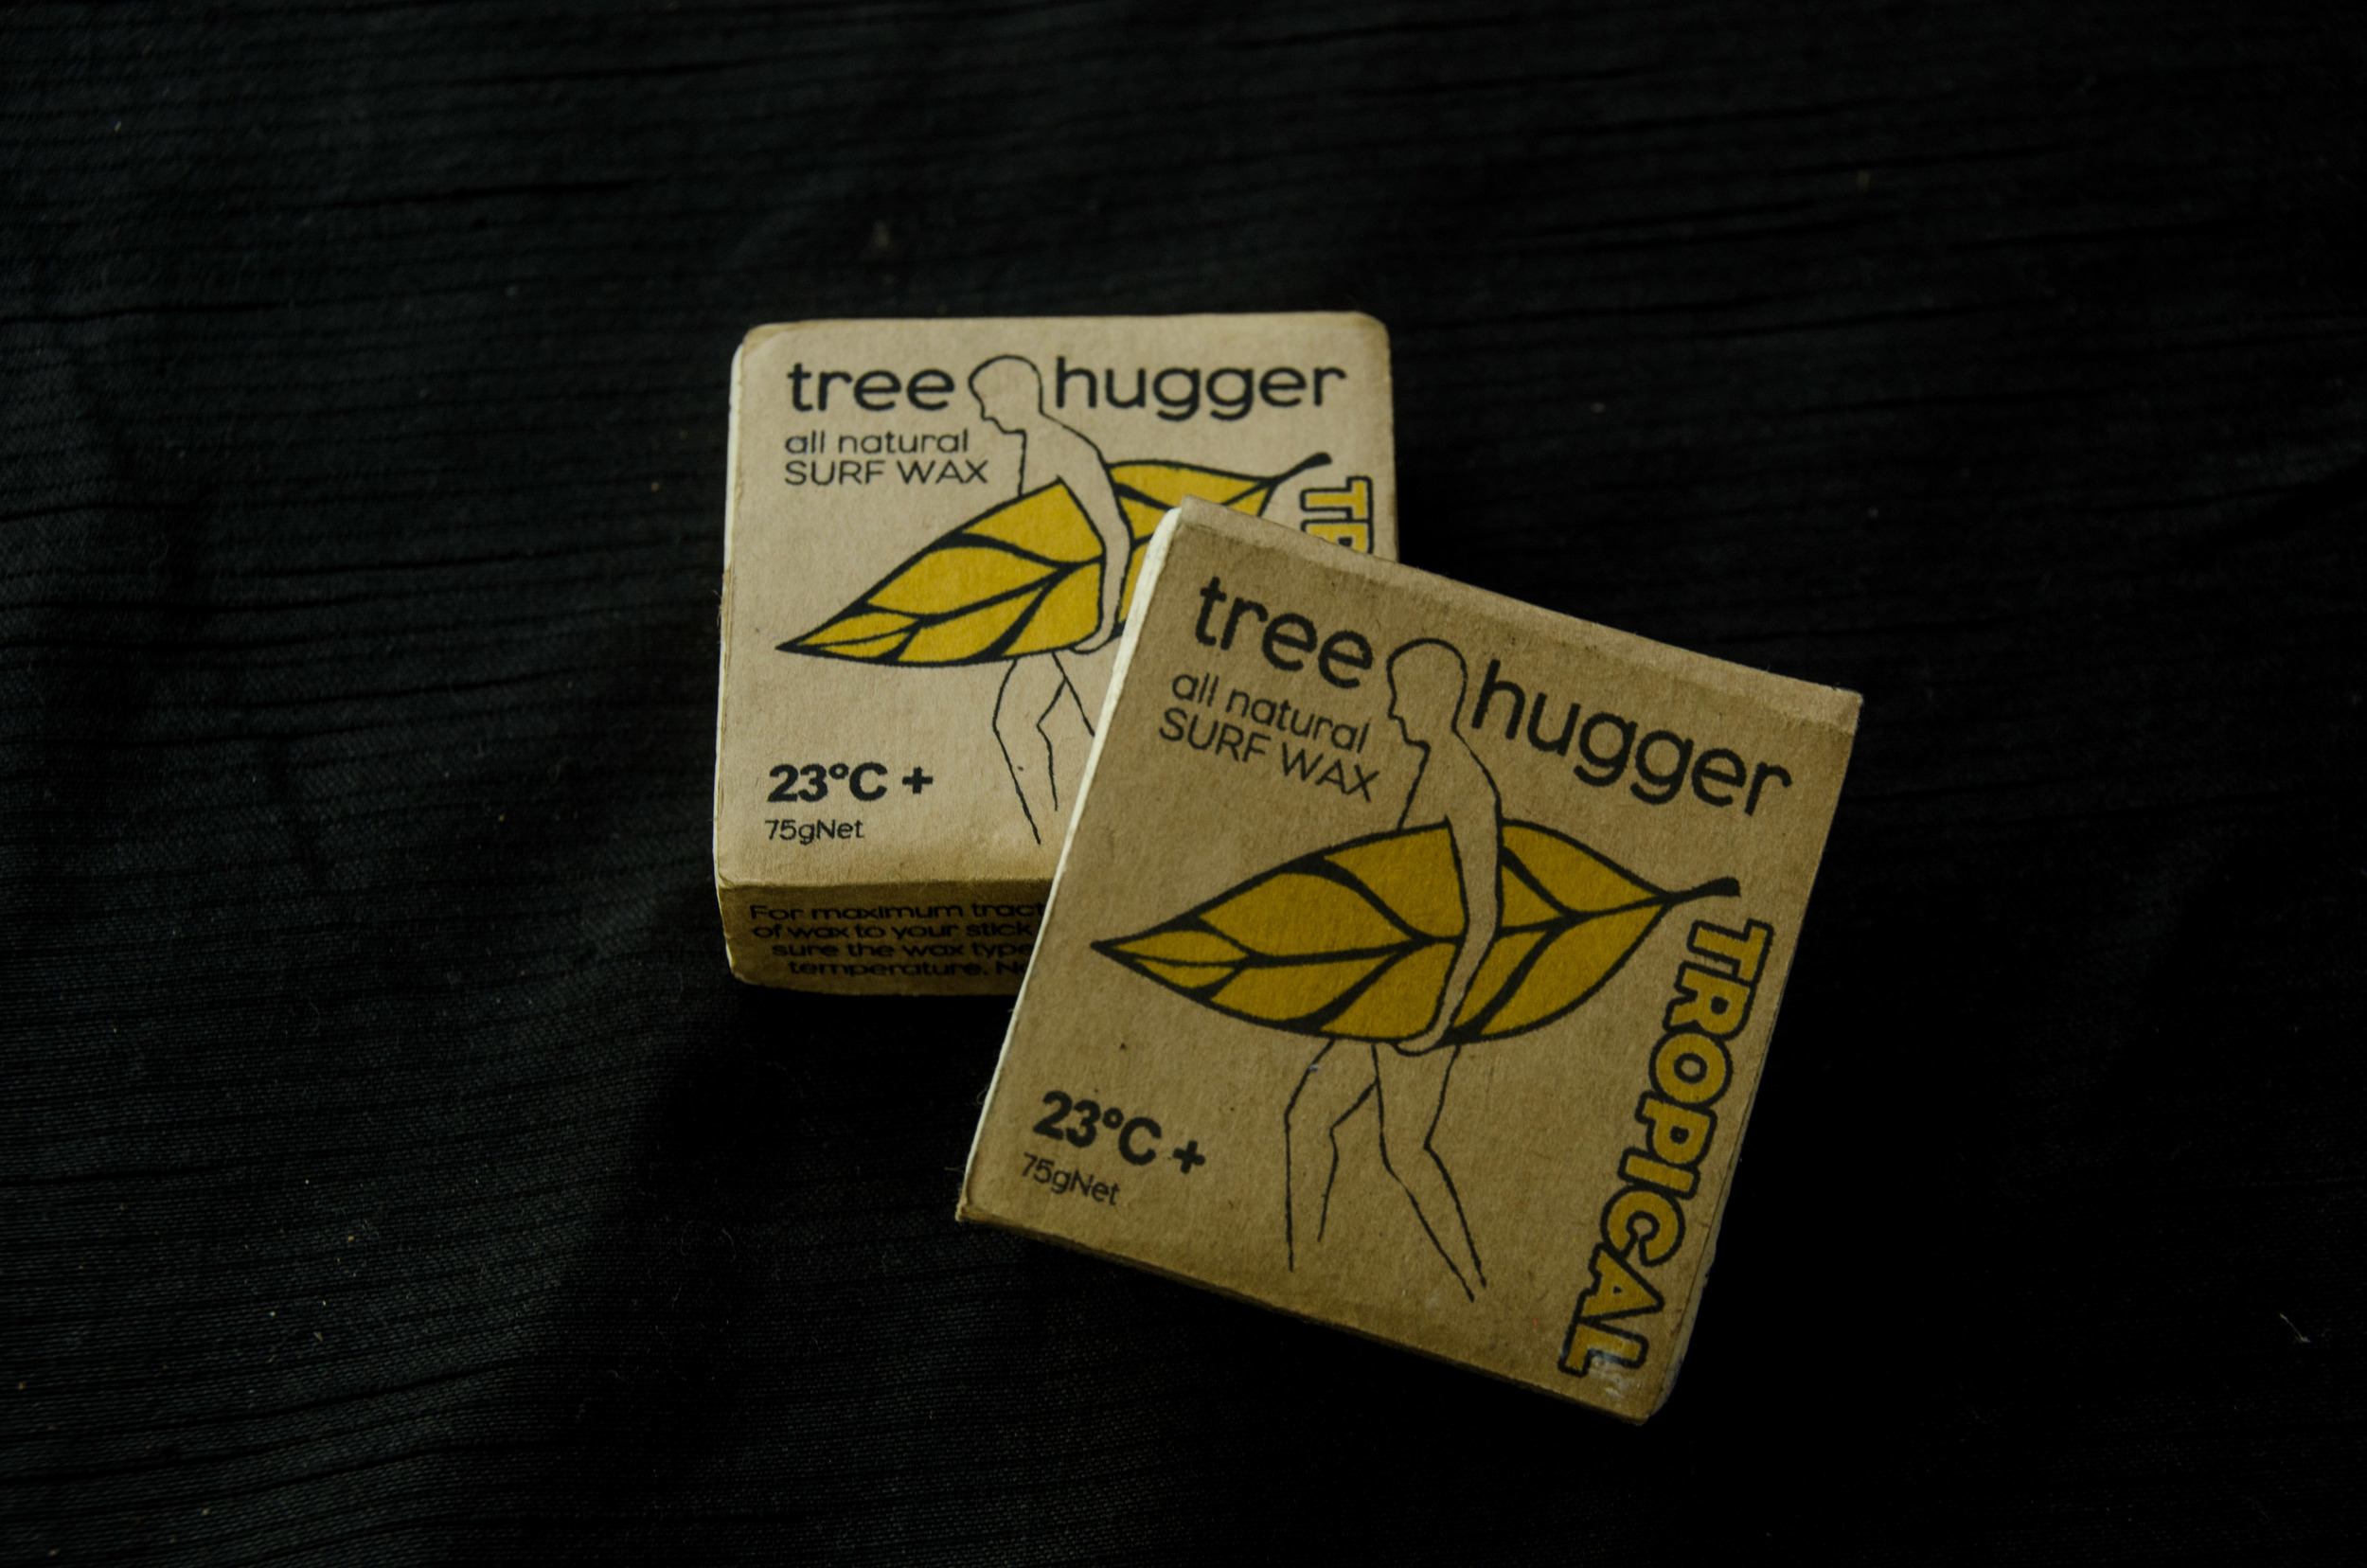 tree hugger
all natural
SURF WAX
23°C +
75gNet
For maximum
of wax to your stick
sure the wax type
temperature.
tree hugger
all natural
SURF WAX
TROPICAL
23°C +
75gNet